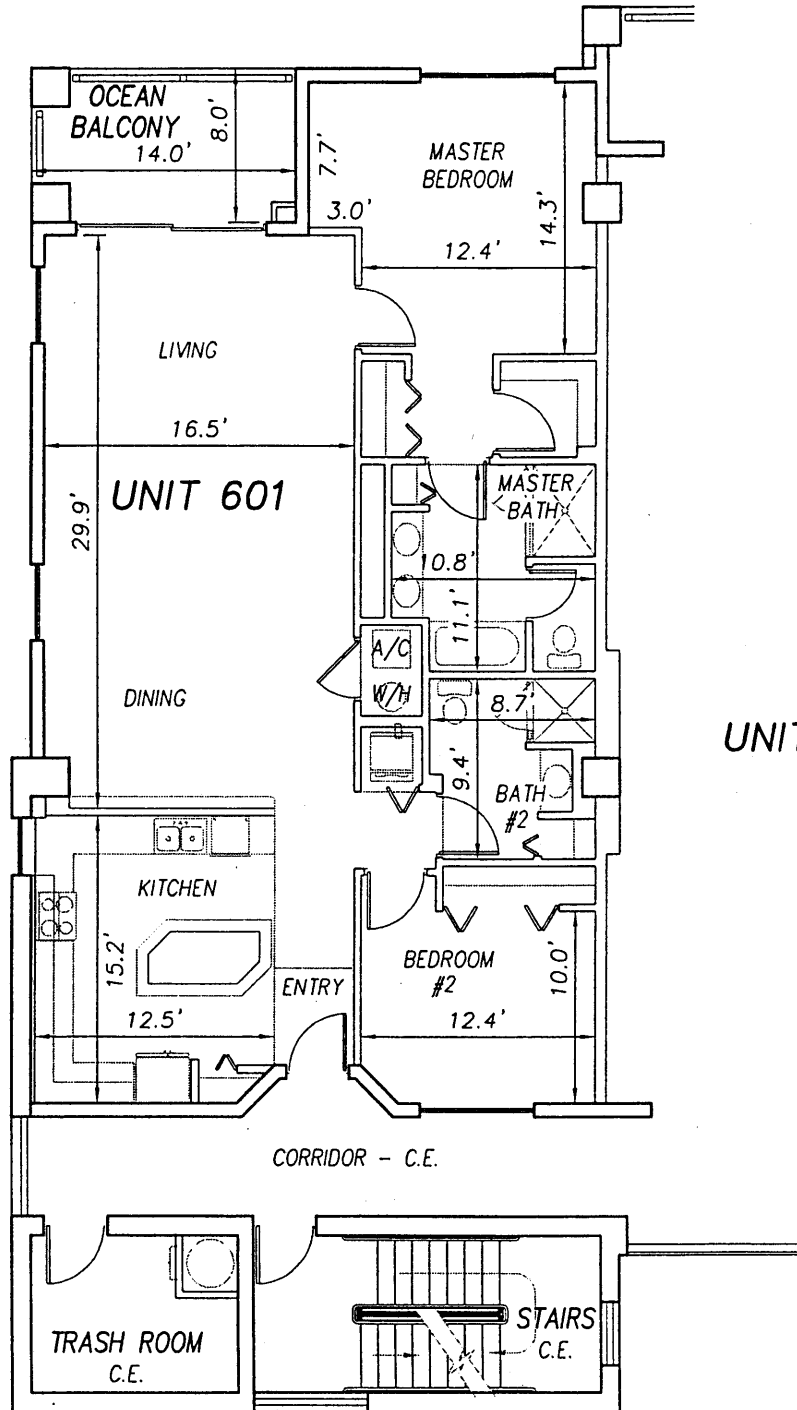 OCEAN
BALCONY
14.0'
8.0'
7.7'
3.0'
MASTER
BEDROOM
14.3'
12.4'
LIVING
16.5'
UNIT 601
29.9'
MASTER
BATH
10.8'
11.1'
A/C
W/H
DINING
8.7'
9.4'
BATH
#2
UNIT
KITCHEN
15.2'
12.5'
ENTRY
BEDROOM
#2
10.0'
12.4'
CORRIDOR - C.E.
TRASH ROOM
C.E.
STAIRS
C.E.